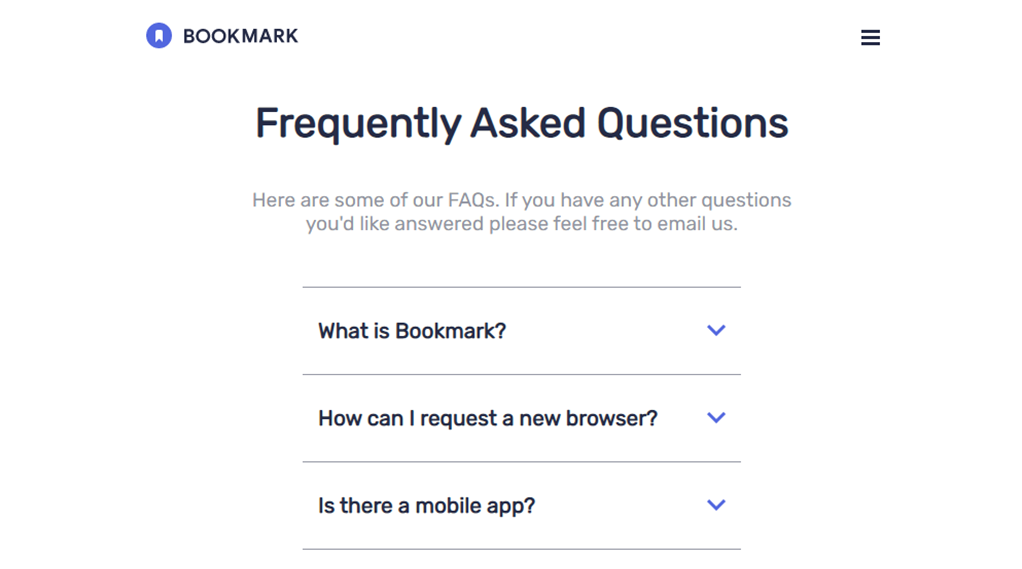 BOOKMARK
Frequently Asked Questions
Here are some of our FAQs. If you have any other questions
you'd like answered please feel free to email us.
What is Bookmark?
How can I request a new browser?
Is there a mobile app?